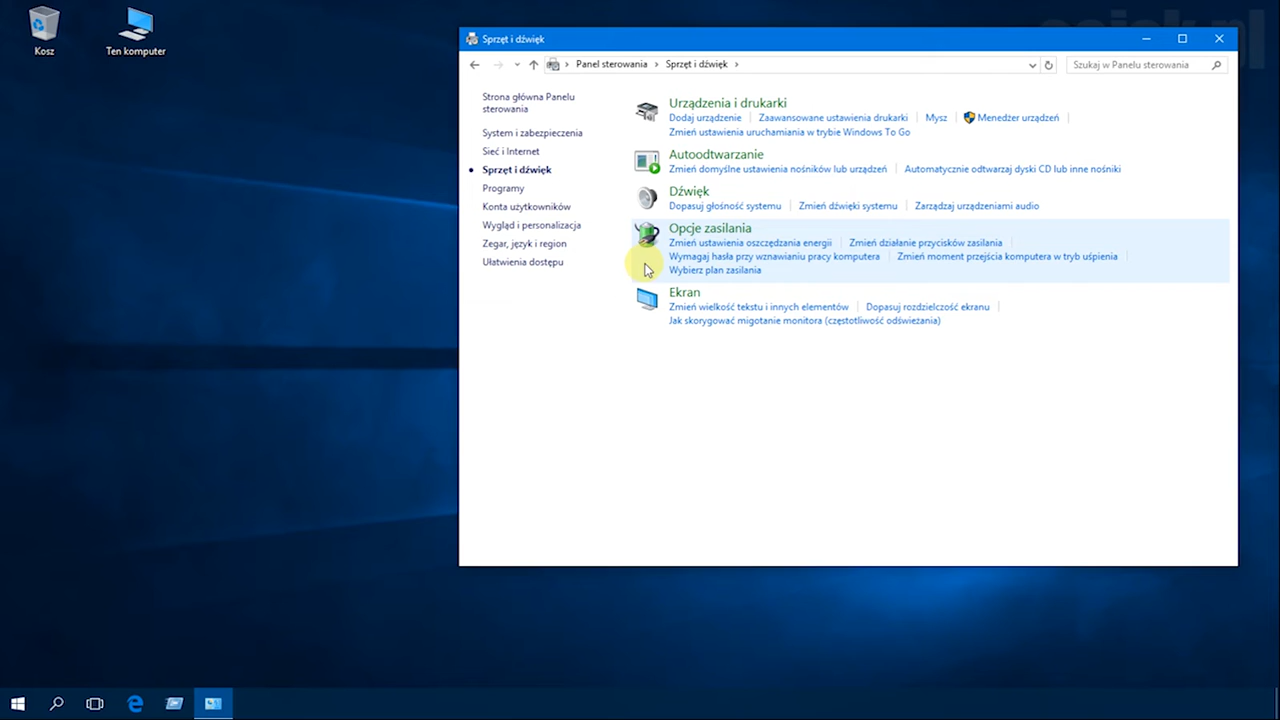 Kosz
Ten komputer
Sprzęt i dźwięk
Panel sterowania
Sprzęt i dźwięk
Szukaj w Panelu sterowania
Strona główna Panelu
sterowania
System i zabezpieczenia
Sieć i Internet
Sprzęt i dźwięk
Programy
Konta użytkowników
Wygląd i personalizacja
Zegar, język i region
Ułatwienia dostępu
Urządzenia i drukarki
Dodaj urządzenie Zaawansowane ustawienia drukarki Mysz Menedżer urządzeń
Zmień ustawienia uruchamiania w trybie Windows To Go
Autoodtwarzanie
Zmień domyślne ustawienia nośników lub urządzeń Automatycznie odtwarzaj dyski CD lub inne nośniki
Dźwięk
Dopasuj głośność systemu Zmień dźwięki systemu Zarządzaj urządzeniami audio
Opcje zasilania
Zmień ustawienia oszczędzania energii Zmień działanie przycisków zasilania
Wymagaj hasła przy wznawianiu pracy komputera Zmień moment przejścia komputera w tryb uśpienia
Wybierz plan zasilania
Ekran
Zmień wielkość tekstu i innych elementów Dopasuj rozdzielczość ekranu
Jak skorygować migotanie monitora (częstotliwość odświeżania)